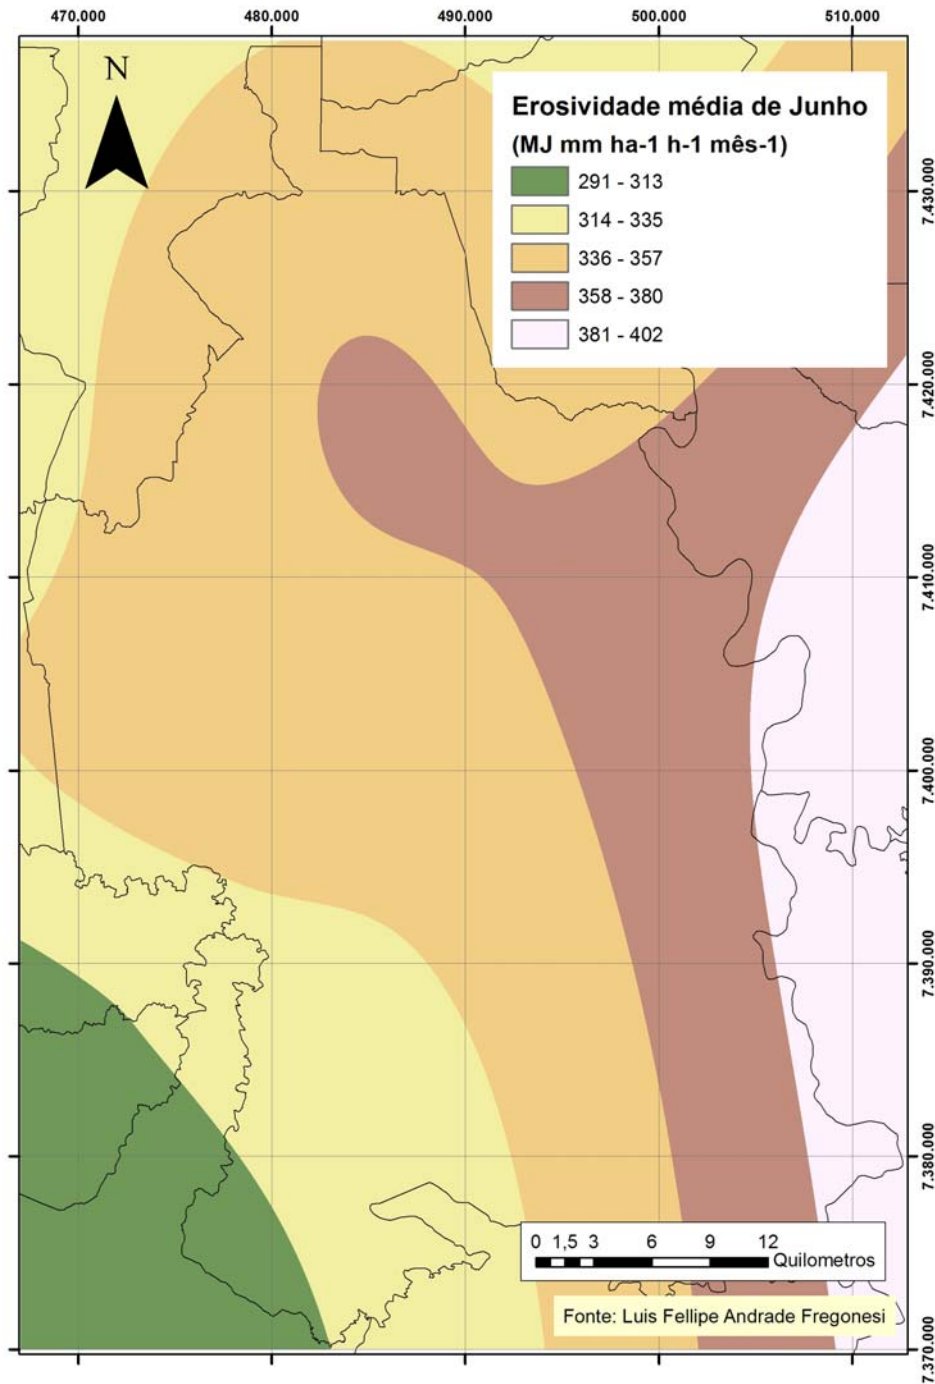 470.000 480.000 490.000 500.000 510.000
N
Erosividade média de Junho
(MJ mm ha-1 h-1 mês-1)
291 - 313
314 - 335
336 - 357
358 - 380
381 - 402
7.430.000
7.420.000
7.410.000
7.400.000
7.390.000
7.380.000
7.370.000
0 1,5 3 6 9 12
Quilometros
Fonte: Luis Fellipe Andrade Fregonesi